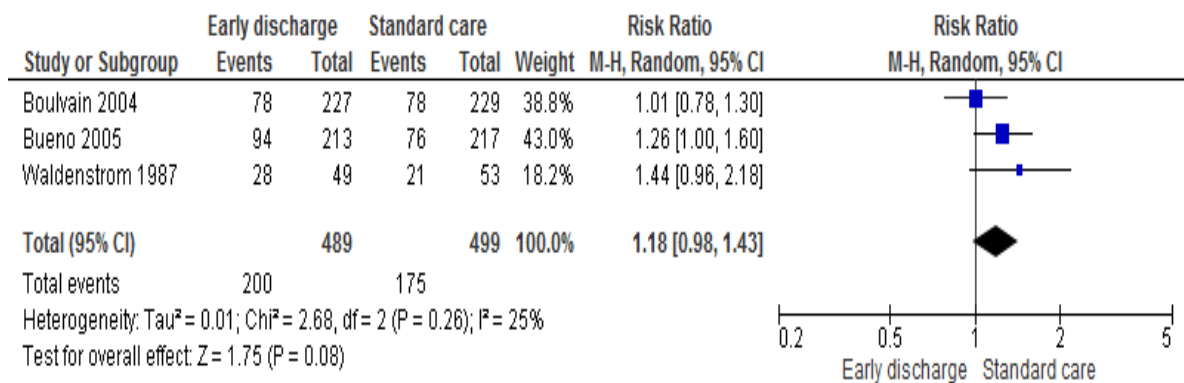 Early discharge Standard care Risk Ratio Risk Ratio
Study or Subgroup Events Total Events Total Weight M-H, Random, 95% CI M-H, Random, 95% CI
Boulvain 2004 78 227 78 229 38.8% 1.01 [0.78, 1.30]
Bueno 2005 94 213 76 217 43.0% 1.26 [1.00, 1.60]
Waldenstrom 1987 28 49 21 53 18.2% 1.44 [0.96, 2.18]
Total (95% CI) 489 499 100.0% 1.18 [0.98, 1.43]
Total events 200 175
Heterogeneity: Tau² = 0.01; Chi² = 2.68, df = 2 (P = 0.26); I² = 25%
Test for overall effect: Z = 1.75 (P = 0.08)
0.2 0.5 1 2 5
Early discharge Standard care